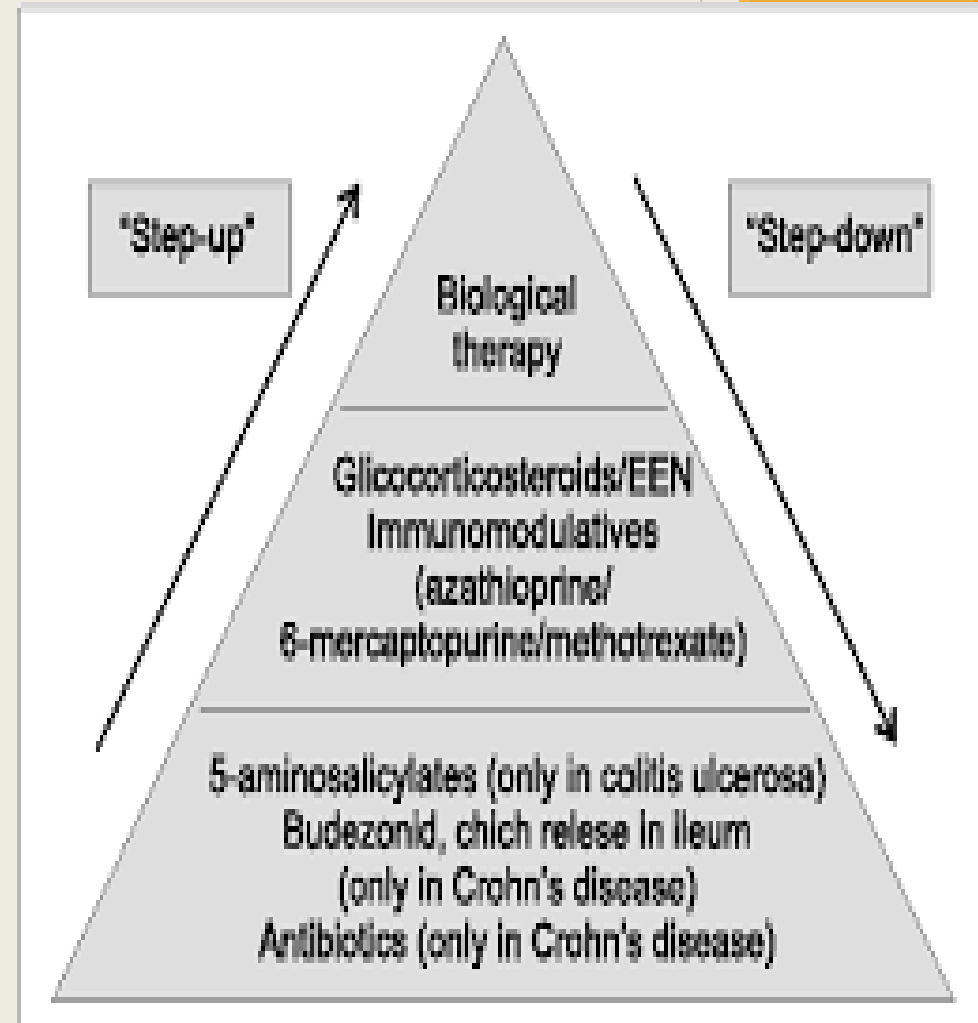 "Step-up"
"Step-down"
Biological
therapy
Glicocorticosteroids/EEN
Immunomodulatives
(azathioprine/
6-mercaptopurine/methotrexate)
5-aminosalicylates (only in colitis ulcerosa)
Budezonid, chich relese in ileum
(only in Crohn's disease)
Antibiotics (only in Crohn's disease)